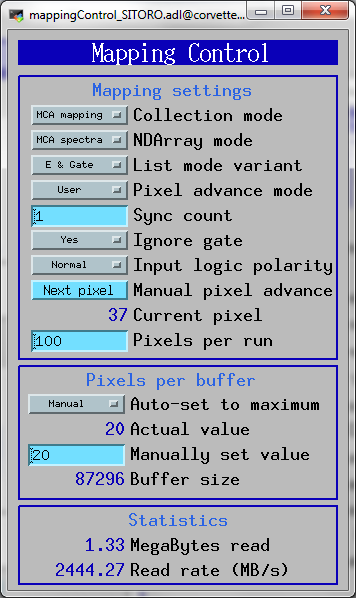 mappingControl_SITORO.adl@corvette...
Mapping Control
Mapping settings
MCA mapping Collection mode
MCA spectra NDArray mode
E & Gate List mode variant
User Pixel advance mode
1 Sync count
Yes Ignore gate
Normal Input logic polarity
Next pixel Manual pixel advance
37 Current pixel
100 Pixels per run
Pixels per buffer
Manual Auto-set to maximum
20 Actual value
20 Manually set value
87296 Buffer size
Statistics
1.33 MegaBytes read
2444.27 Read rate (MB/s)